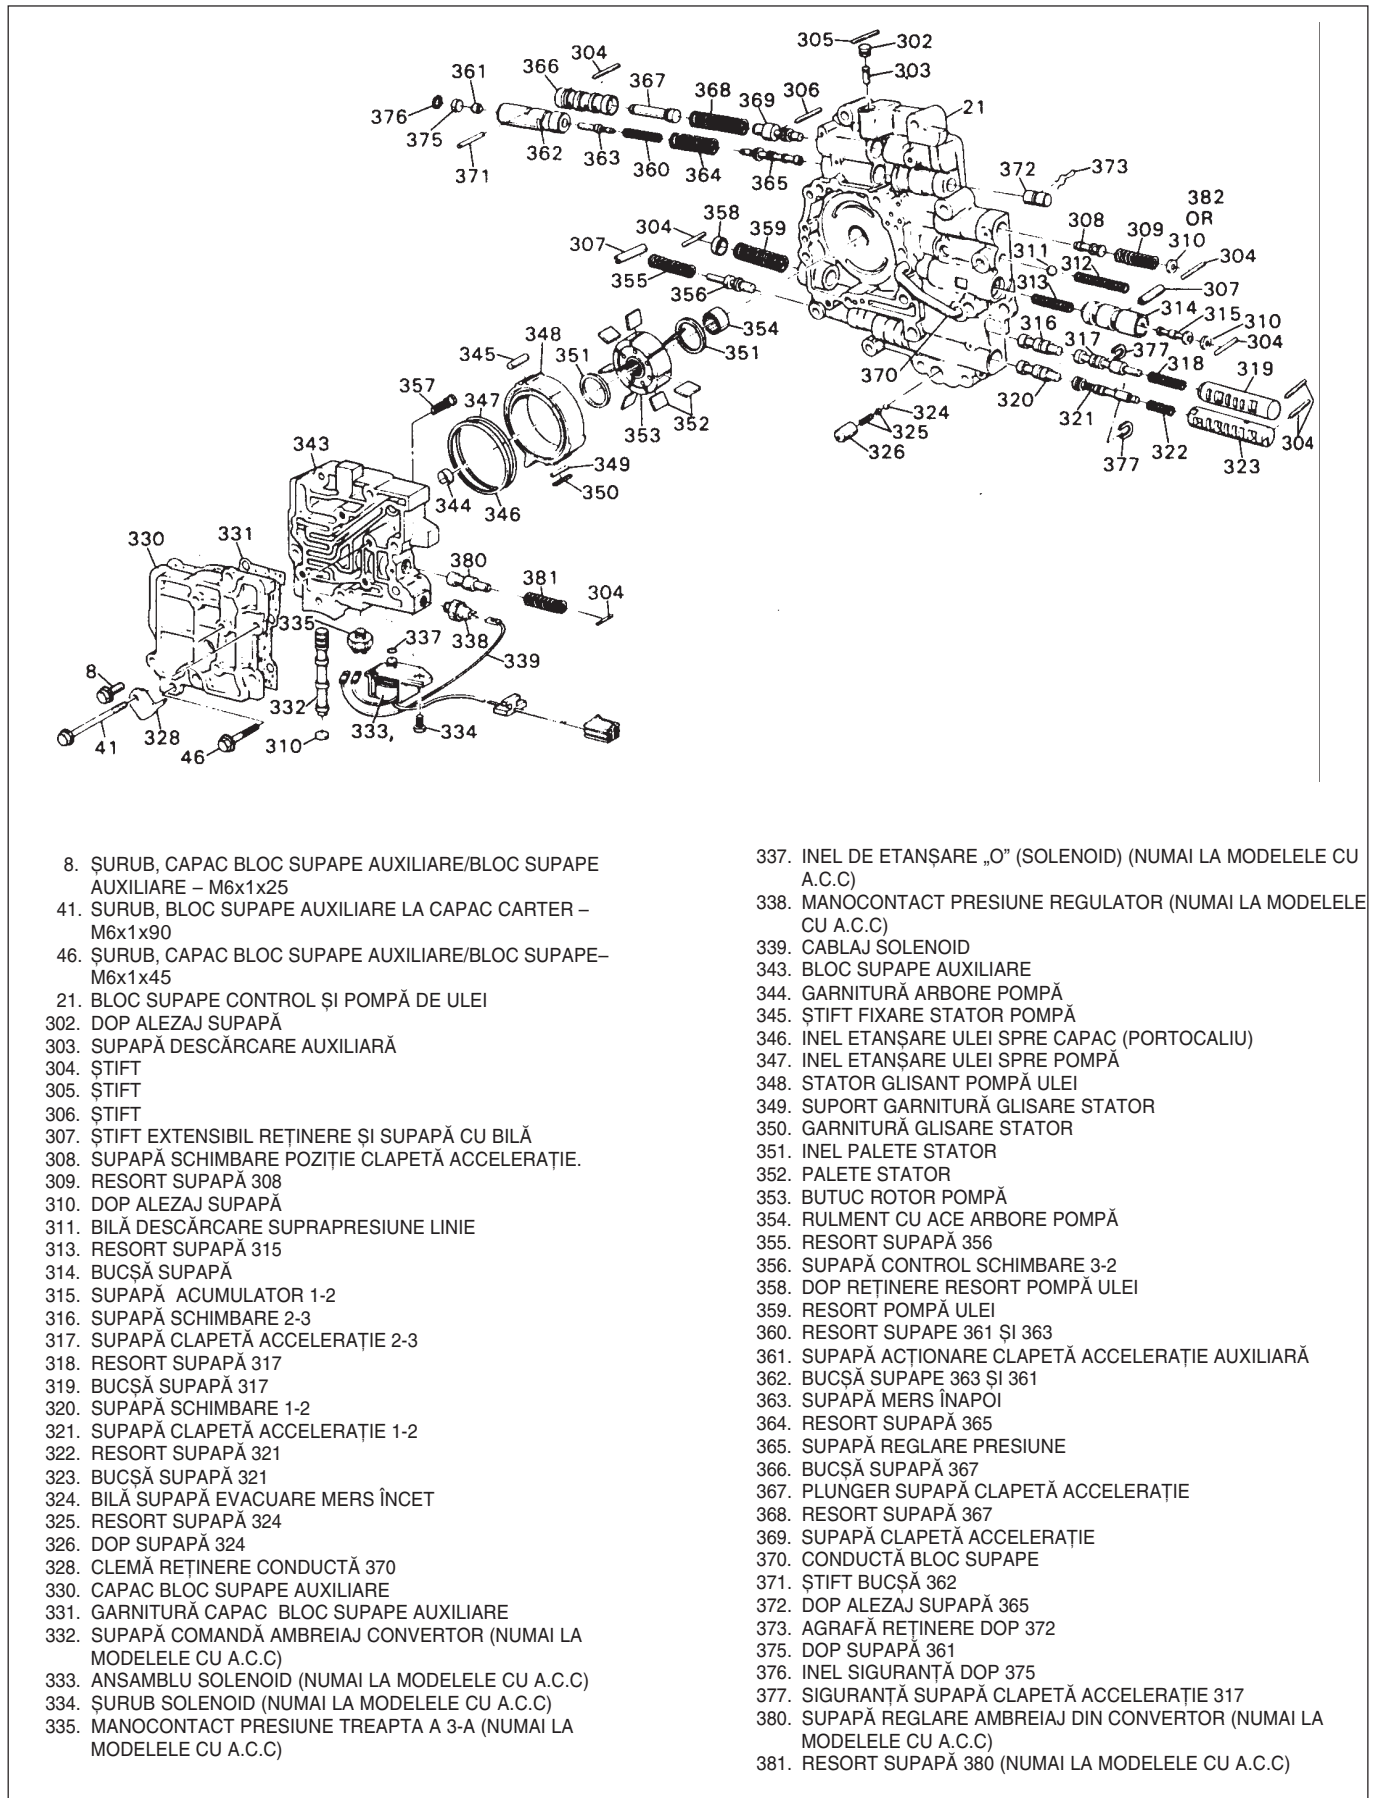 305
302
304
366
303
361
367
306
368
376
369
21
375
362
363
360
364
365
371
372
373
382
OR
358
308
304
359
309
310
307
311
304
312
355
313
307
356
354
314
316
315
348
351
351
317
310
345
377
304
357
318
370
319
347
320
352
324
353
321
325
343
322
304
326
377
323
349
344
350
346
331
330
380
381
304
335
337
338
339
8
332
333,
334
328
41
310
46
8. ȘURUB, CAPAC BLOC SUPAPE AUXILIARE/BLOC SUPAPE
AUXILIARE – M6x1x25
41. SURUB, BLOC SUPAPE AUXILIARE LA CAPAC CARTER –
M6x1x90
46. ȘURUB, CAPAC BLOC SUPAPE AUXILIARE/BLOC SUPAPE–
M6x1x45
21. BLOC SUPAPE CONTROL ȘI POMPĂ DE ULEI
302. DOP ALEZAJ SUPAPĂ
303. SUPAPĂ DESCĂRCARE AUXILIARĂ
304. ȘTIFT
305. ȘTIFT
306. ȘTIFT
307. ȘTIFT EXTENSIBIL REȚINERE ȘI SUPAPĂ CU BILĂ
308. SUPAPĂ SCHIMBARE POZIȚIE CLAPETĂ ACCELERAȚIE.
309. RESORT SUPAPĂ 308
310. DOP ALEZAJ SUPAPĂ
311. BILĂ DESCĂRCARE SUPRAPRESIUNE LINIE
313. RESORT SUPAPĂ 315
314. BUCȘĂ SUPAPĂ
315. SUPAPĂ ACUMULATOR 1-2
316. SUPAPĂ SCHIMBARE 2-3
317. SUPAPĂ CLAPETĂ ACCELERAȚIE 2-3
318. RESORT SUPAPĂ 317
319. BUCȘĂ SUPAPĂ 317
320. SUPAPĂ SCHIMBARE 1-2
321. SUPAPĂ CLAPETĂ ACCELERAȚIE 1-2
322. RESORT SUPAPĂ 321
323. BUCȘĂ SUPAPĂ 321
324. BILĂ SUPAPĂ EVACUARE MERS ÎNCET
325. RESORT SUPAPĂ 324
326. DOP SUPAPĂ 324
328. CLEMĂ REȚINERE CONDUCTĂ 370
330. CAPAC BLOC SUPAPE AUXILIARE
331. GARNITURĂ CAPAC BLOC SUPAPE AUXILIARE
332. SUPAPĂ COMANDĂ AMBREIAJ CONVERTOR (NUMAI LA
MODELELE CU A.C.C)
333. ANSAMBLU SOLENOID (NUMAI LA MODELELE CU A.C.C)
334. ȘURUB SOLENOID (NUMAI LA MODELELE CU A.C.C)
335. MANOCONTACT PRESIUNE TREAPTA A 3-A (NUMAI LA
MODELELE CU A.C.C)
337. INEL DE ETANȘARE „O” (SOLENOID) (NUMAI LA MODELELE CU
A.C.C)
338. MANOCONTACT PRESIUNE REGULATOR (NUMAI LA MODELELE
CU A.C.C)
339. CABLAJ SOLENOID
343. BLOC SUPAPE AUXILIARE
344. GARNITURĂ ARBORE POMPĂ
345. ȘTIFT FIXARE STATOR POMPĂ
346. INEL ETANȘARE ULEI SPRE CAPAC (PORTOCALIU)
347. INEL ETANȘARE ULEI SPRE POMPĂ
348. STATOR GLISANT POMPĂ ULEI
349. SUPORT GARNITURĂ GLISARE STATOR
350. GARNITURĂ GLISARE STATOR
351. INEL PALETE STATOR
352. PALETE STATOR
353. BUTUC ROTOR POMPĂ
354. RULMENT CU ACE ARBORE POMPĂ
355. RESORT SUPAPĂ 356
356. SUPAPĂ CONTROL SCHIMBARE 3-2
358. DOP REȚINERE RESORT POMPĂ ULEI
359. RESORT POMPĂ ULEI
360. RESORT SUPAPE 361 ȘI 363
361. SUPAPĂ ACȚIONARE CLAPETĂ ACCELERAȚIE AUXILIARĂ
362. BUCȘĂ SUPAPE 363 ȘI 361
363. SUPAPĂ MERS ÎNAPOI
364. RESORT SUPAPĂ 365
365. SUPAPĂ REGLARE PRESIUNE
366. BUCȘĂ SUPAPĂ 367
367. PLUNGER SUPAPĂ CLAPETĂ ACCELERAȚIE
368. RESORT SUPAPĂ 367
369. SUPAPĂ CLAPETĂ ACCELERAȚIE
370. CONDUCTĂ BLOC SUPAPE
371. ȘTIFT BUCȘĂ 362
372. DOP ALEZAJ SUPAPĂ 365
373. AGRAFĂ REȚINERE DOP 372
375. DOP SUPAPĂ 361
376. INEL SIGURANȚĂ DOP 375
377. SIGURANȚĂ SUPAPĂ CLAPETĂ ACCELERAȚIE 317
380. SUPAPĂ REGLARE AMBREIAJ DIN CONVERTOR (NUMAI LA
MODELELE CU A.C.C)
381. RESORT SUPAPĂ 380 (NUMAI LA MODELELE CU A.C.C)